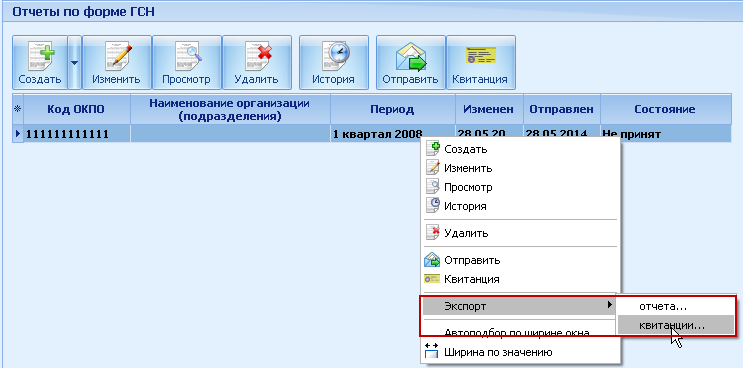 Отчеты по форме ГСН
Создать Изменить Просмотр Удалить История Отправить Квитанция
Код ОКПО Наименование организации (подразделения) Период Изменен Отправлен Состояние
111111111111 1 квартал 2008 28.05.20 28.05.2014 Не принят
Создать
Изменить
Просмотр
История
Удалить
Отправить
Квитанция
Экспорт
отчета...
квитанции...
Автоподбор по ширине окна
Ширина по значению